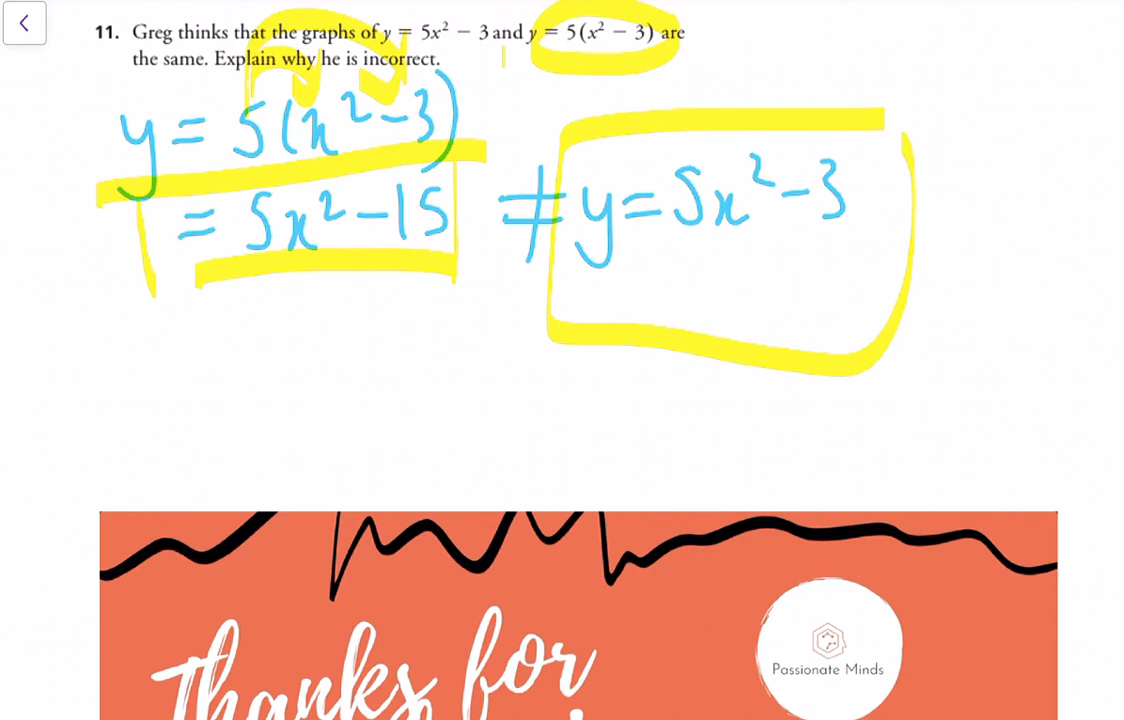 11. Greg thinks that the graphs of y = 5x² − 3 and y = 5(x² − 3) are
the same. Explain why he is incorrect.
y = 5(x² − 3)
= 5x² − 15 ≠ y = 5x² − 3
Thanks for
Passionate Minds